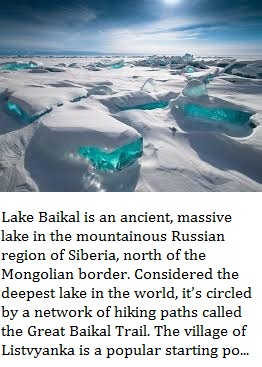 Lake Baikal is an ancient, massive
lake in the mountainous Russian
region of Siberia, north of the
Mongolian border. Considered the
deepest lake in the world, it’s circled
by a network of hiking paths called
the Great Baikal Trail. The village of
Listvyanka is a popular starting po...